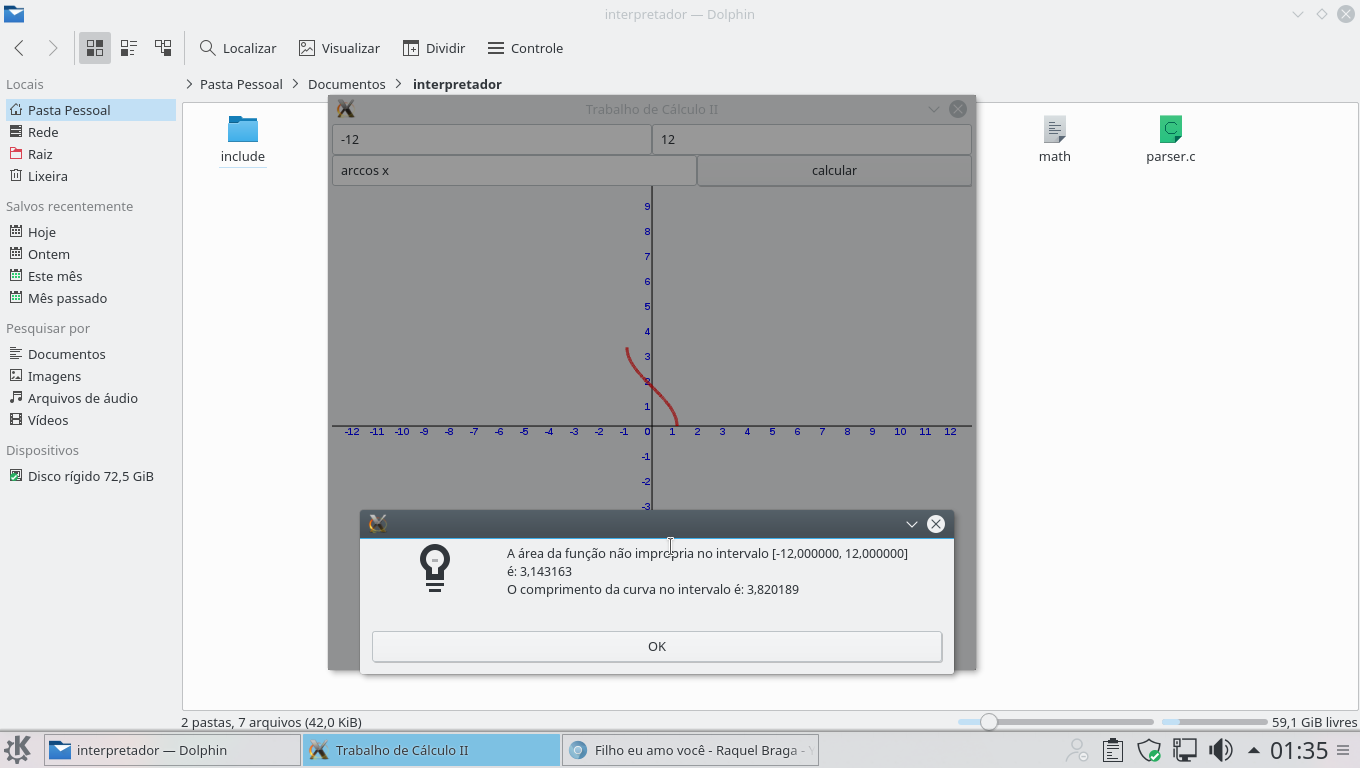 interpretador — Dolphin
Localizar Visualizar Dividir Controle
Locais
Pasta Pessoal
Rede
Raiz
Lixeira
Salvos recentemente
Hoje
Ontem
Este mês
Mês passado
Pesquisar por
Documentos
Imagens
Arquivos de áudio
Vídeos
Dispositivos
Disco rígido 72,5 GiB
Pasta Pessoal Documentos interpretador
include
math
parser.c
Trabalho de Cálculo II
-12 12
arccos x calcular
9
8
7
6
5
4
3
2
1
-12 -11 -10 -9 -8 -7 -6 -5 -4 -3 -2 -1 0 1 2 3 4 5 6 7 8 9 10 11 12
-1
-2
-3
A área da função não imprópria no intervalo [-12,000000, 12,000000]
é: 3,143163
O comprimento da curva no intervalo é: 3,820189
OK
2 pastas, 7 arquivos (42,0 KiB) 59,1 GiB livres
interpretador — Dolphin Trabalho de Cálculo II Filho eu amo você - Raquel Braga - 01:35